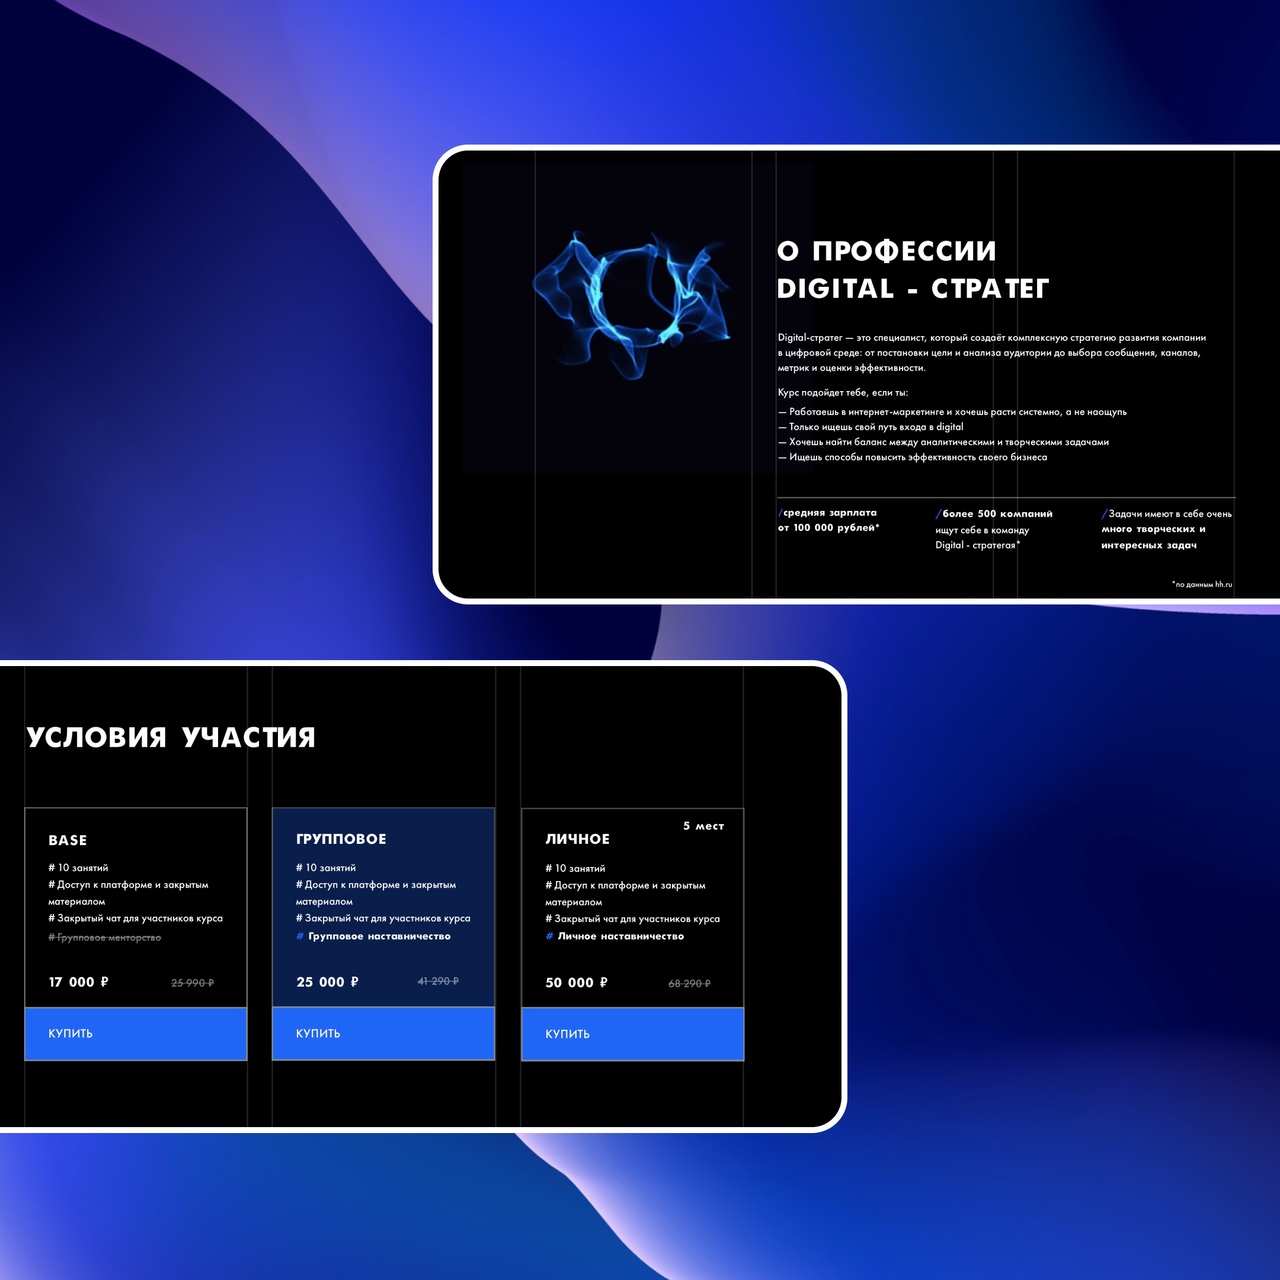 О ПРОФЕССИИ
DIGITAL - СТРАТЕГ
Digital-стратег — это специалист, который создаёт комплексную стратегию развития компании
в цифровой среде: от постановки цели и анализа аудитории до выбора сообщения, каналов,
метрик и оценки эффективности.
Курс подойдет тебе, если ты:
— Работаешь в интернет-маркетинге и хочешь расти системно, а не наощупь
— Только ищешь свой путь входа в digital
— Хочешь найти баланс между аналитическими и творческими задачами
— Ищешь способы повысить эффективность своего бизнеса
/средняя зарплата
от 100 000 рублей*
/более 500 компаний
ищут себе в команду
Digital - стратегая*
/Задачи имеют в себе очень
много творческих и
интересных задач
*по данным hh.ru
УСЛОВИЯ УЧАСТИЯ
BASE
# 10 занятий
# Доступ к платформе и закрытым
материалом
# Закрытый чат для участников курса
# Групповое менторство
17 000 ₽ 25 990 ₽
КУПИТЬ
ГРУППОВОЕ
# 10 занятий
# Доступ к платформе и закрытым
материалом
# Закрытый чат для участников курса
# Групповое наставничество
25 000 ₽ 41 290 ₽
КУПИТЬ
5 мест
ЛИЧНОЕ
# 10 занятий
# Доступ к платформе и закрытым
материалом
# Закрытый чат для участников курса
# Личное наставничество
50 000 ₽ 68 290 ₽
КУПИТЬ